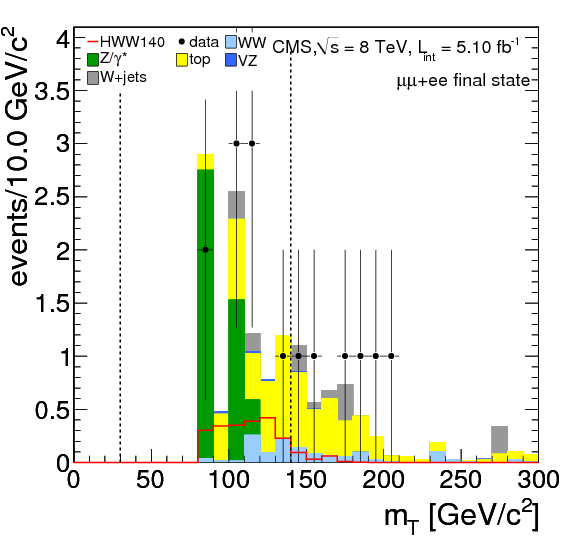 HWW140 data WW CMS,√s = 8 TeV, L_int = 5.10 fb⁻¹
Z/γ* top VZ
W+jets
μμ+ee final state
events/10.0 GeV/c²
4
3.5
3
2.5
2
1.5
1
0.5
0
0 50 100 150 200 250 300
m_T [GeV/c²]